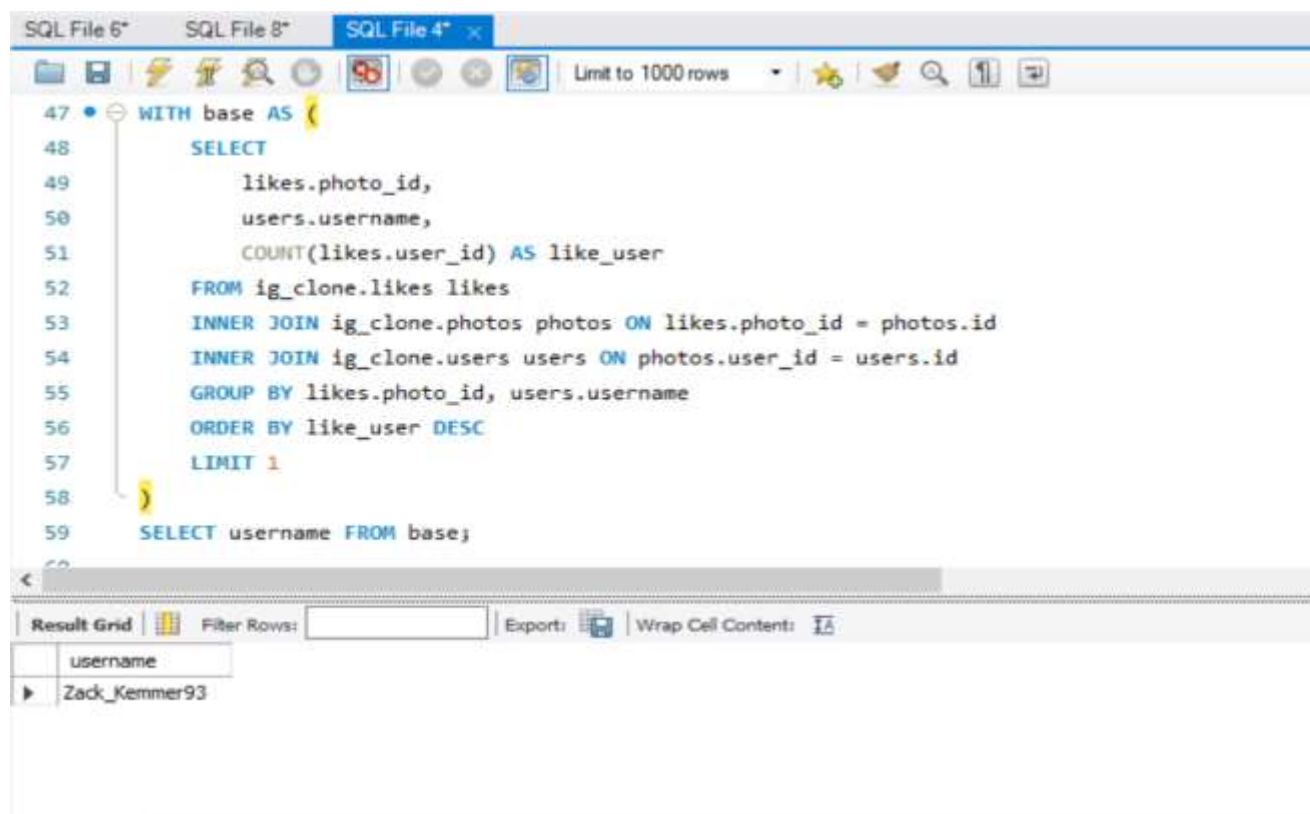 SQL File 6* SQL File 8* SQL File 4* ×
Limit to 1000 rows
47 WITH base AS (
48 SELECT
49 likes.photo_id,
50 users.username,
51 COUNT(likes.user_id) AS like_user
52 FROM ig_clone.likes likes
53 INNER JOIN ig_clone.photos photos ON likes.photo_id = photos.id
54 INNER JOIN ig_clone.users users ON photos.user_id = users.id
55 GROUP BY likes.photo_id, users.username
56 ORDER BY like_user DESC
57 LIMIT 1
58 )
59 SELECT username FROM base;
Result Grid Filter Rows: Export: Wrap Cell Content: IA
username
Zack_Kemmer93